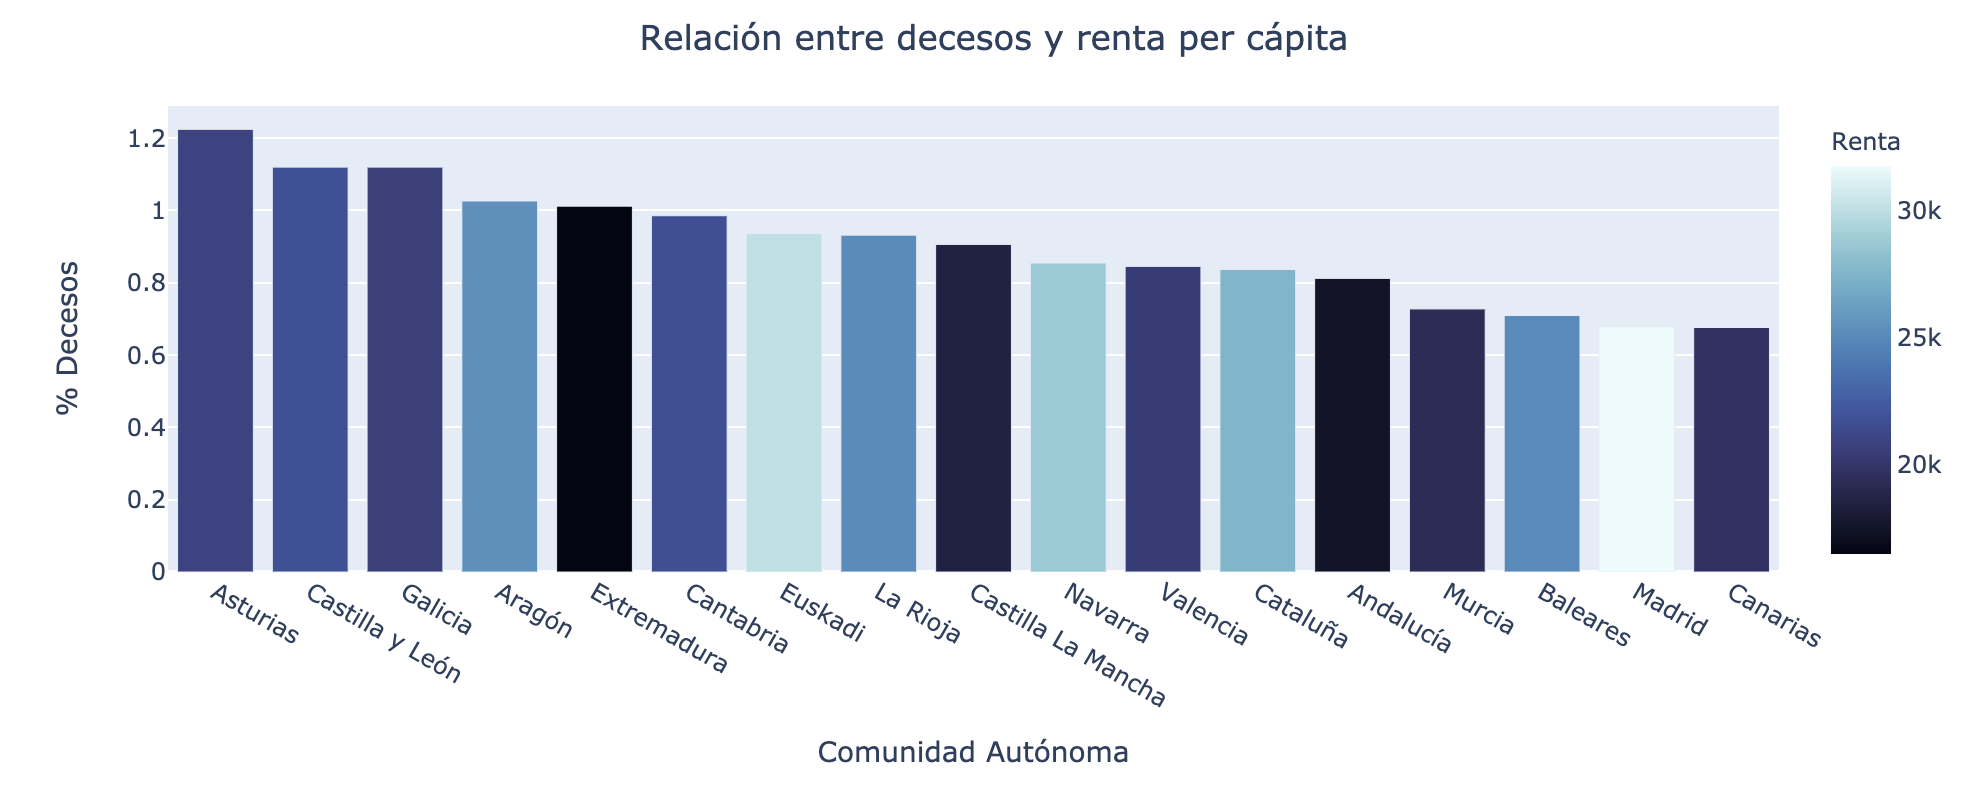 Relación entre decesos y renta per cápita
% Decesos
1.2
1
0.8
0.6
0.4
0.2
0
Asturias
Castilla y León
Galicia
Aragón
Extremadura
Cantabria
Euskadi
La Rioja
Castilla La Mancha
Navarra
Valencia
Cataluña
Andalucía
Murcia
Baleares
Madrid
Canarias
Comunidad Autónoma
Renta
30k
25k
20k